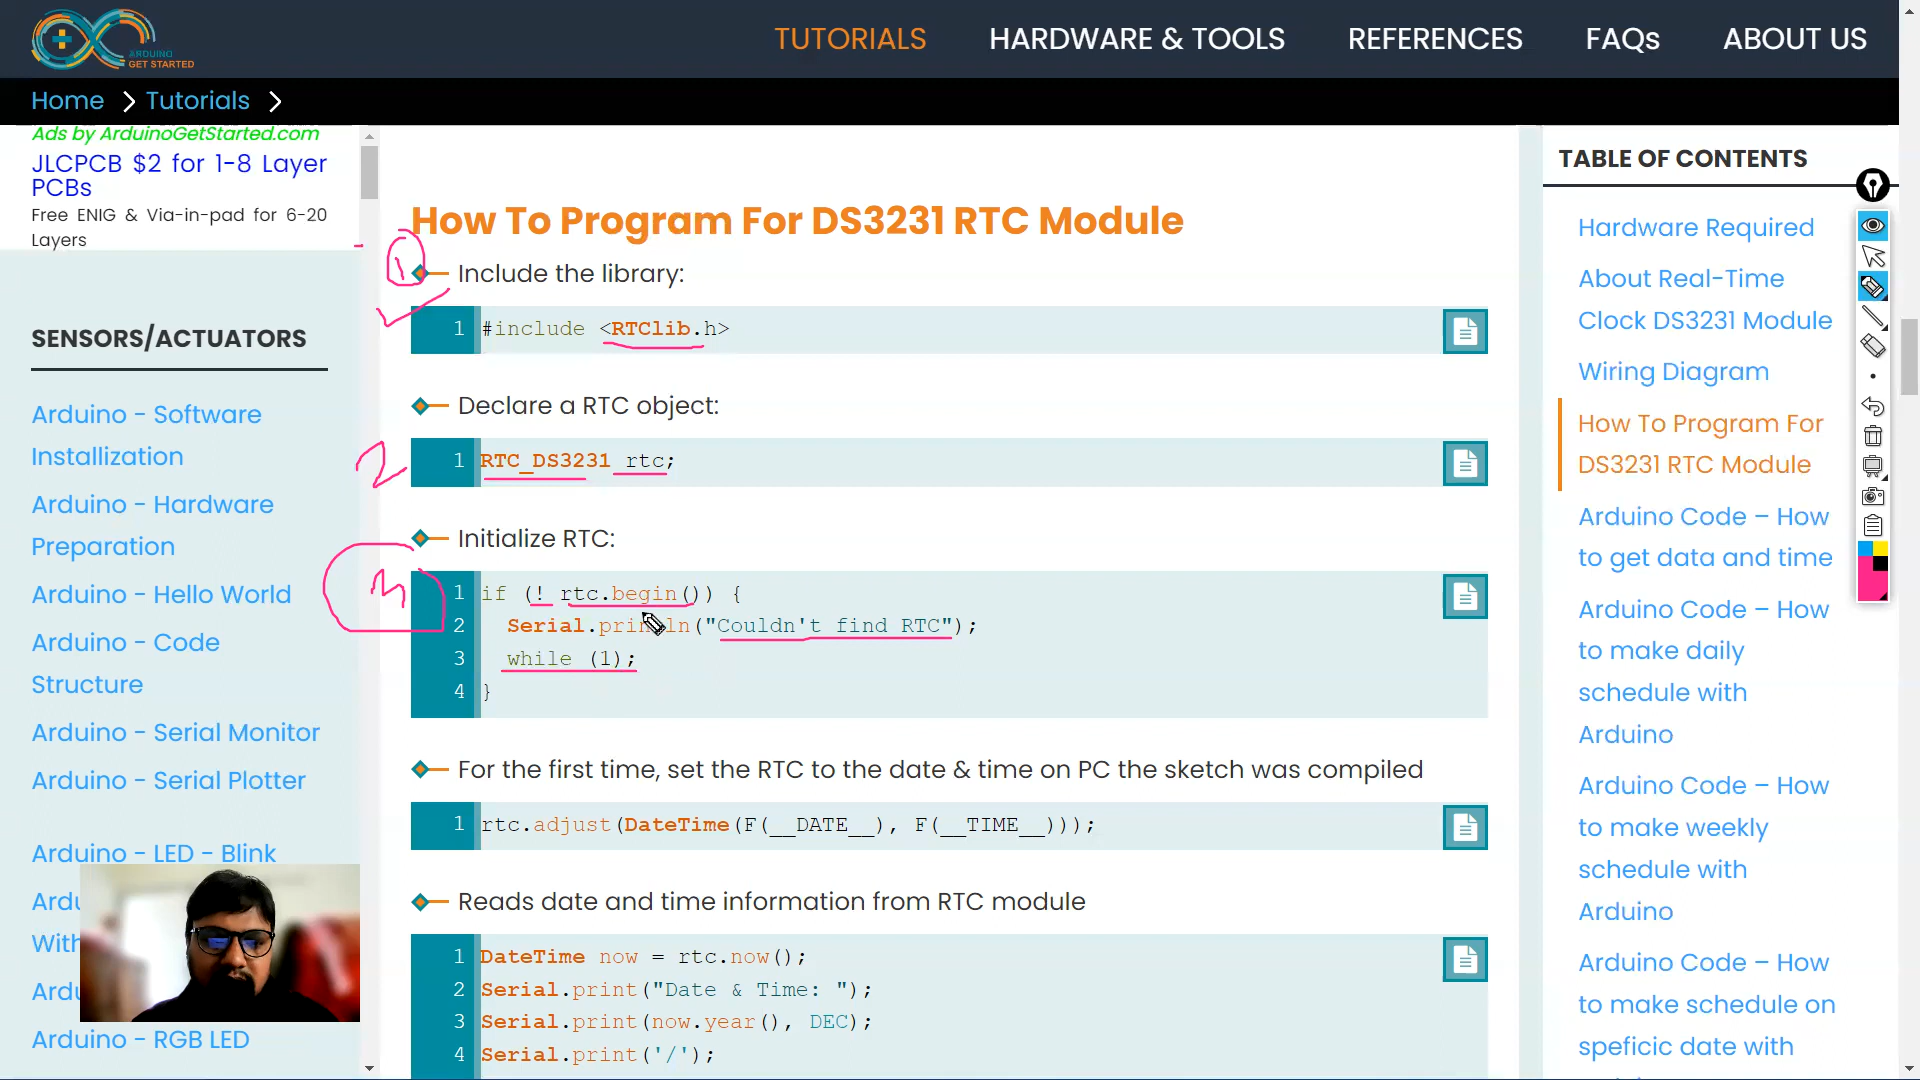 ARDUINO
GET STARTED
TUTORIALS
HARDWARE & TOOLS
REFERENCES
FAQs
ABOUT US
Home
Tutorials
Ads by ArduinoGetStarted.com
JLCPCB $2 for 1-8 Layer
PCBs
Free ENIG & Via-in-pad for 6-20
Layers
SENSORS/ACTUATORS
Arduino - Software
Installization
Arduino - Hardware
Preparation
Arduino - Hello World
Arduino - Code
Structure
Arduino - Serial Monitor
Arduino - Serial Plotter
Arduino - LED - Blink
Ardu
With
Ardu
Arduino - RGB LED
How To Program For DS3231 RTC Module
1
Include the library:
1 #include <RTClib.h>
Declare a RTC object:
2
1 RTC_DS3231 rtc;
Initialize RTC:
3
1 if (! rtc.begin()) {
2 Serial.println("Couldn't find RTC");
3 while (1);
4 }
For the first time, set the RTC to the date & time on PC the sketch was compiled
1 rtc.adjust(DateTime(F(__DATE__), F(__TIME__)));
Reads date and time information from RTC module
1 DateTime now = rtc.now();
2 Serial.print("Date & Time: ");
3 Serial.print(now.year(), DEC);
4 Serial.print('/');
TABLE OF CONTENTS
Hardware Required
About Real-Time
Clock DS3231 Module
Wiring Diagram
How To Program For
DS3231 RTC Module
Arduino Code – How
to get data and time
Arduino Code – How
to make daily
schedule with
Arduino
Arduino Code – How
to make weekly
schedule with
Arduino
Arduino Code – How
to make schedule on
speficic date with